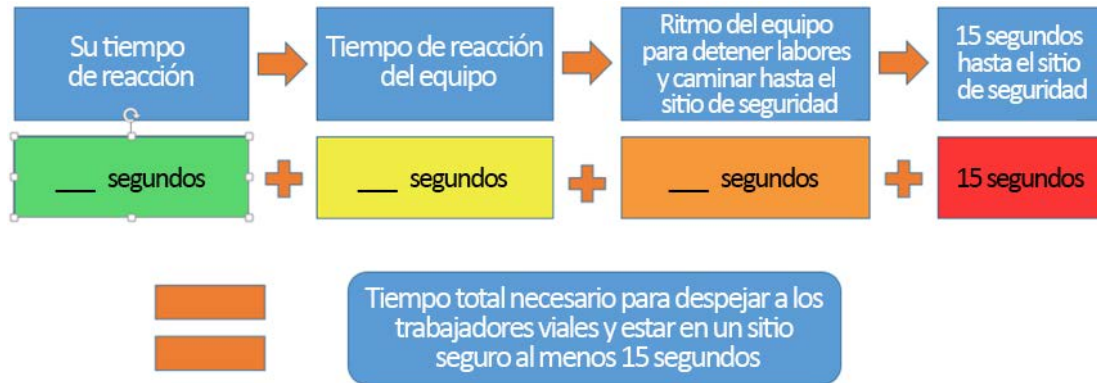 Su tiempo
de reacción
Tiempo de reacción
del equipo
Ritmo del equipo
para detener labores
y caminar hasta el
sitio de seguridad
15 segundos
hasta el sitio
de seguridad
___ segundos
___ segundos
___ segundos
15 segundos
Tiempo total necesario para despejar a los
trabajadores viales y estar en un sitio
seguro al menos 15 segundos